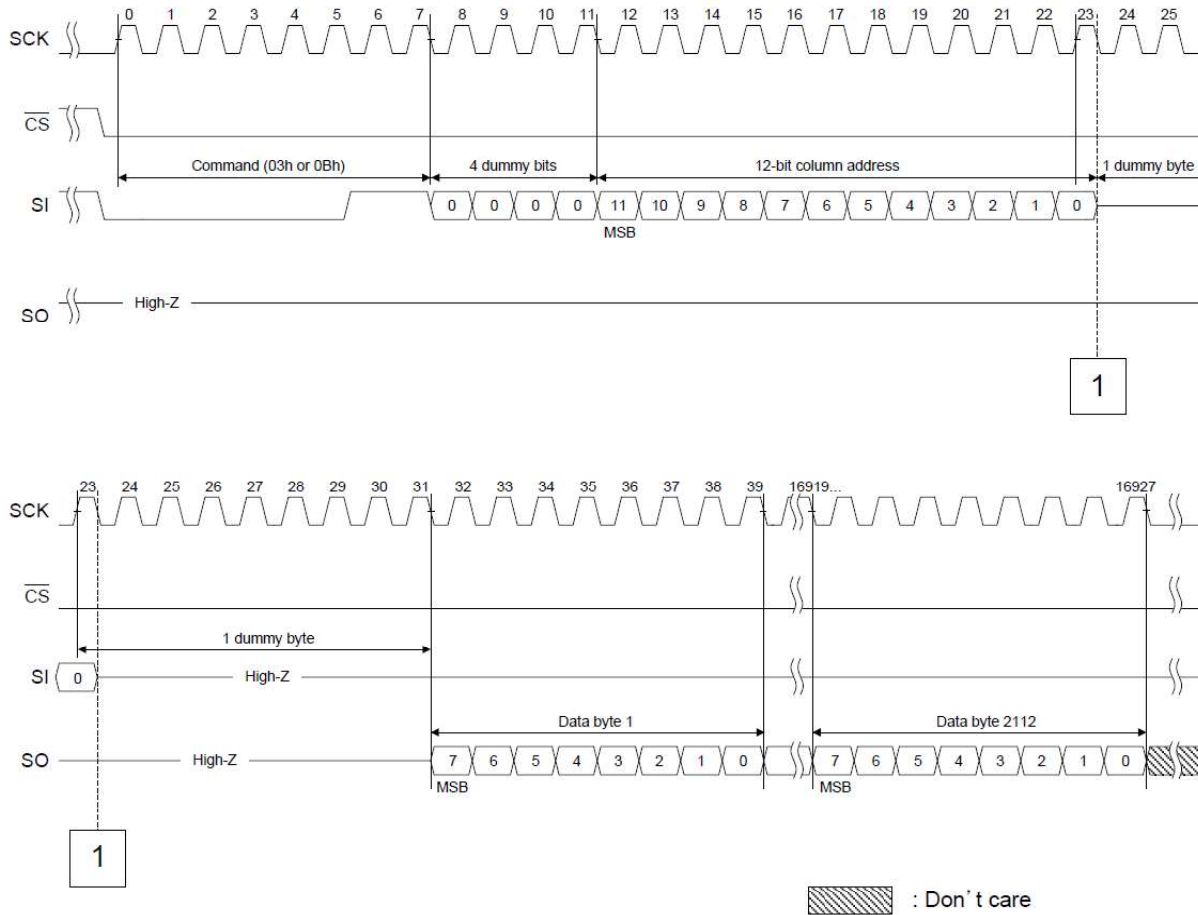 0 1 2 3 4 5 6 7 8 9 10 11 12 13 14 15 16 17 18 19 20 21 22 23 24 25
SCK
CS
Command (03h or 0Bh) 4 dummy bits 12-bit column address 1 dummy byte
SI 0 0 0 0 11 10 9 8 7 6 5 4 3 2 1 0
MSB
SO High-Z
1
23 24 25 26 27 28 29 30 31 32 33 34 35 36 37 38 39 16919... 16927
SCK
CS
1 dummy byte
SI 0 High-Z
Data byte 1 Data byte 2112
SO High-Z 7 6 5 4 3 2 1 0 7 6 5 4 3 2 1 0
MSB MSB
1
: Don't care